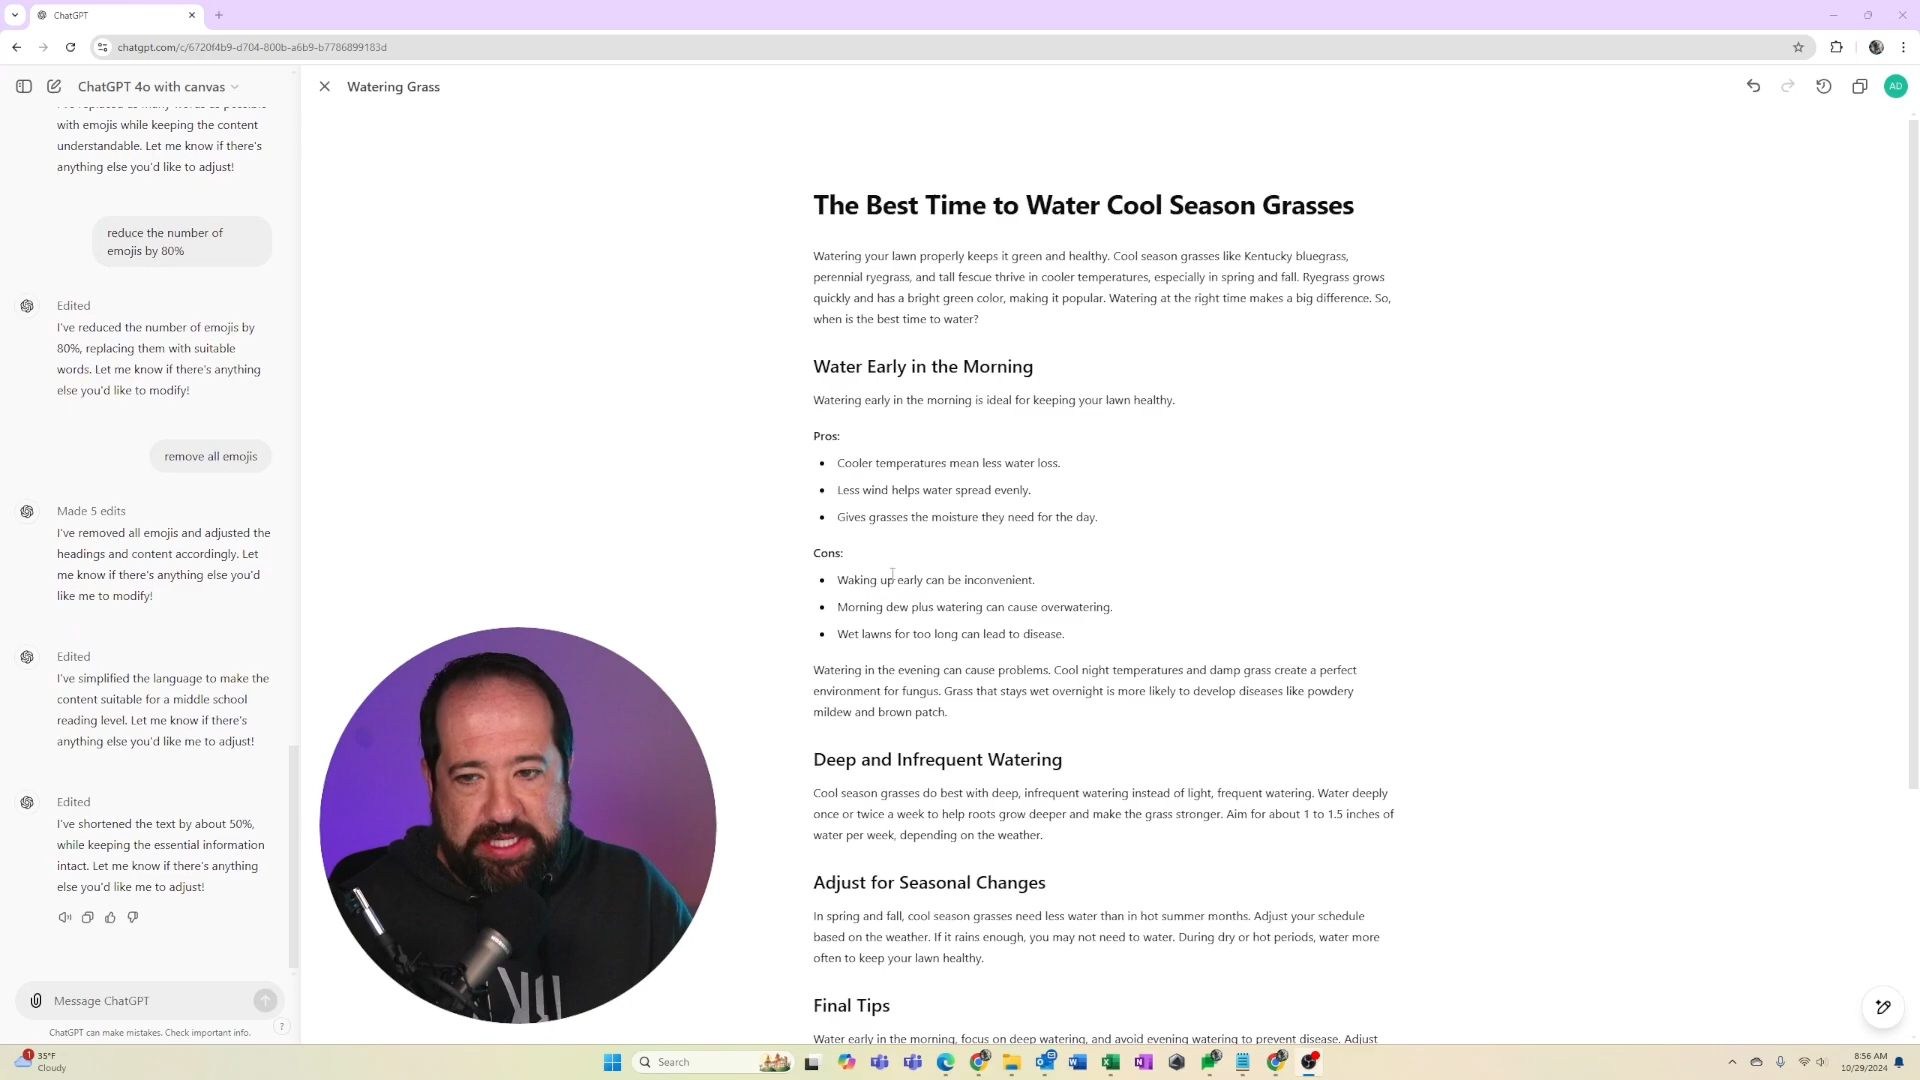 ChatGPT
chatgpt.com/c/6720f4b9-d704-800b-a6b9-b7786899183d
ChatGPT 4o with canvas
Watering Grass
AD
with emojis while keeping the content
understandable. Let me know if there's
anything else you'd like to adjust!
reduce the number of
emojis by 80%
Edited
I've reduced the number of emojis by
80%, replacing them with suitable
words. Let me know if there's anything
else you'd like to modify!
remove all emojis
Made 5 edits
I've removed all emojis and adjusted the
headings and content accordingly. Let
me know if there's anything else you'd
like me to modify!
Edited
I've simplified the language to make the
content suitable for a middle school
reading level. Let me know if there's
anything else you'd like me to adjust!
Edited
I've shortened the text by about 50%,
while keeping the essential information
intact. Let me know if there's anything
else you'd like me to adjust!
Message ChatGPT
ChatGPT can make mistakes. Check important info.
?
The Best Time to Water Cool Season Grasses
Watering your lawn properly keeps it green and healthy. Cool season grasses like Kentucky bluegrass,
perennial ryegrass, and tall fescue thrive in cooler temperatures, especially in spring and fall. Ryegrass grows
quickly and has a bright green color, making it popular. Watering at the right time makes a big difference. So,
when is the best time to water?
Water Early in the Morning
Watering early in the morning is ideal for keeping your lawn healthy.
Pros:
• Cooler temperatures mean less water loss.
• Less wind helps water spread evenly.
• Gives grasses the moisture they need for the day.
Cons:
• Waking up early can be inconvenient.
• Morning dew plus watering can cause overwatering.
• Wet lawns for too long can lead to disease.
Watering in the evening can cause problems. Cool night temperatures and damp grass create a perfect
environment for fungus. Grass that stays wet overnight is more likely to develop diseases like powdery
mildew and brown patch.
Deep and Infrequent Watering
Cool season grasses do best with deep, infrequent watering instead of light, frequent watering. Water deeply
once or twice a week to help roots grow deeper and make the grass stronger. Aim for about 1 to 1.5 inches of
water per week, depending on the weather.
Adjust for Seasonal Changes
In spring and fall, cool season grasses need less water than in hot summer months. Adjust your schedule
based on the weather. If it rains enough, you may not need to water. During dry or hot periods, water more
often to keep your lawn healthy.
Final Tips
Water early in the morning, focus on deep watering, and avoid evening watering to prevent disease. Adjust
1
35°F
Cloudy
Search
8:56 AM
10/29/2024